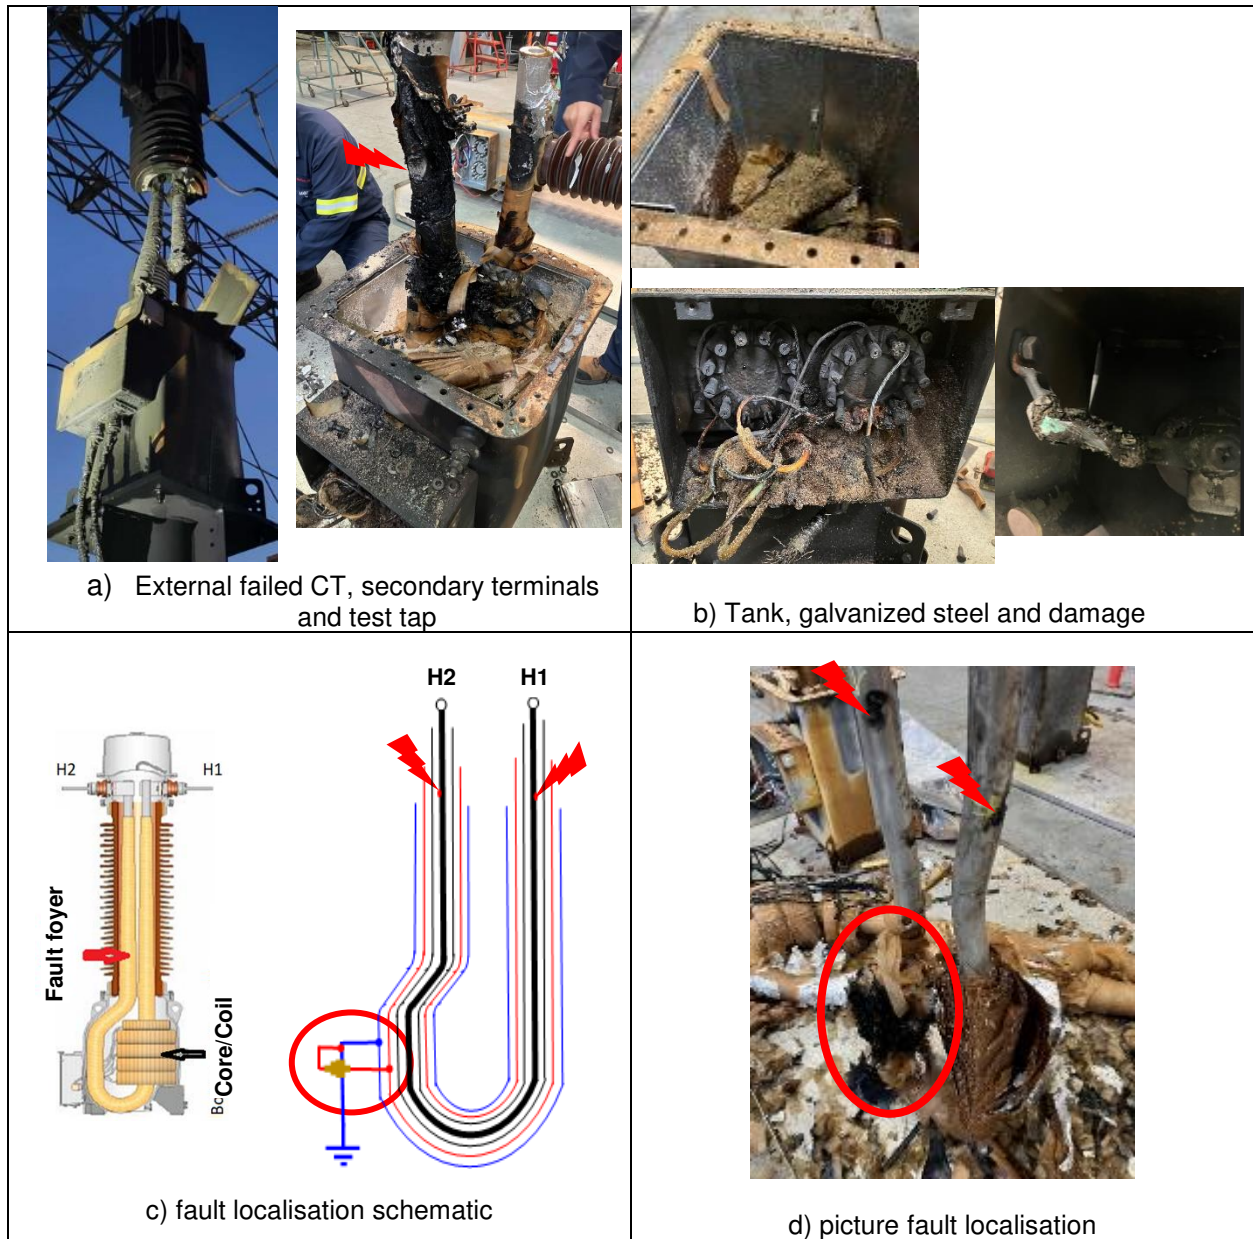 a) External failed CT, secondary terminals
and test tap
b) Tank, galvanized steel and damage
H2
H1
H2
H1
Fault foyer
BcCore/Coil
c) fault localisation schematic
d) picture fault localisation